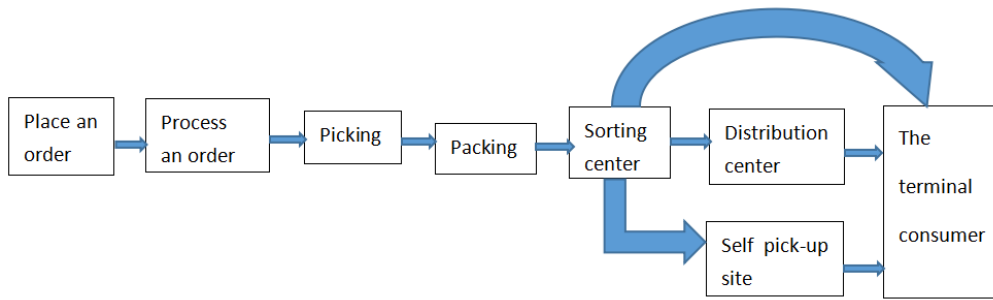 Place an
order
Process
an order
Picking
Packing
Sorting
center
Distribution
center
Self pick-up
site
The
terminal
consumer